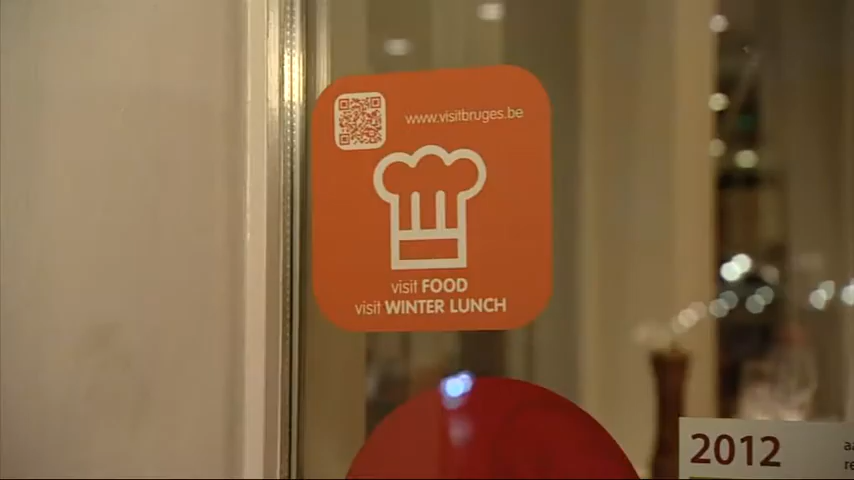 www.visitbruges.be
visit FOOD
visit WINTER LUNCH
2012